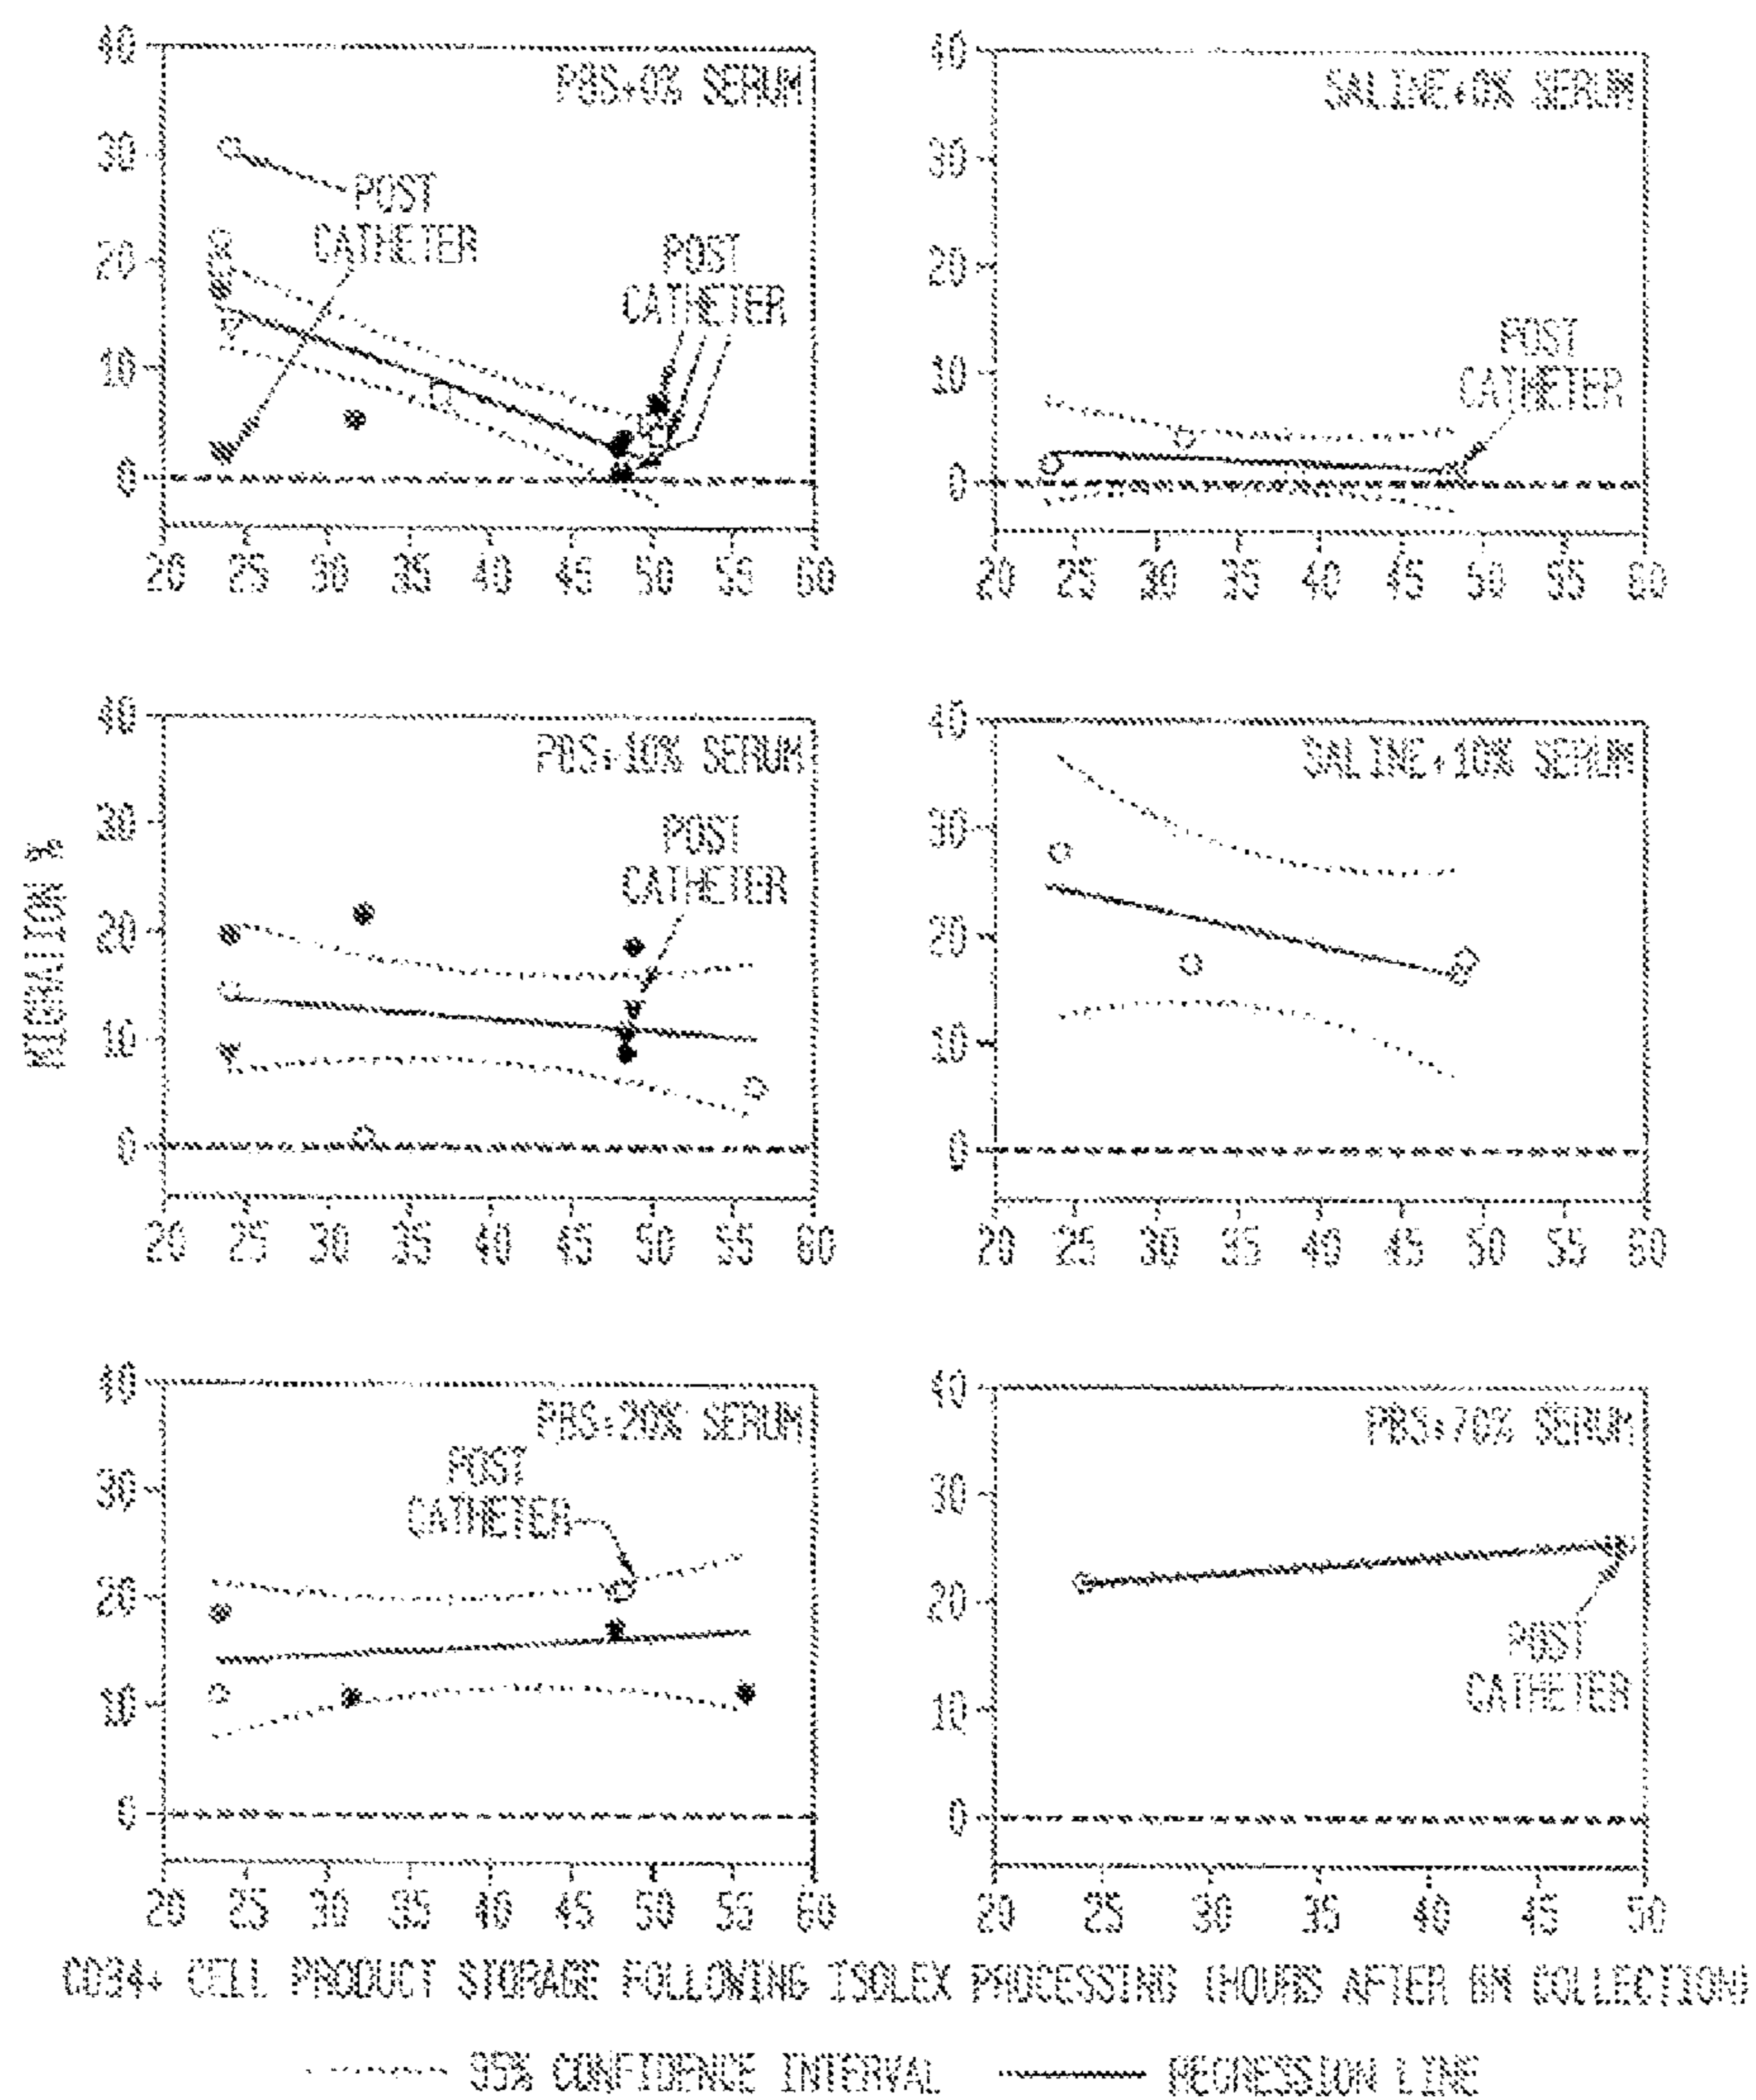 40
PBS+0% SERUM
30
POST
CATHETER
20
POST
CATHETER
10
0
20 25 30 35 40 45 50 55 60
40
SALINE+0% SERUM
30
20
POST
CATHETER
10
0
20 25 30 35 40 45 50 55 60
MIGRATION %
40
PBS+10% SERUM
30
POST
CATHETER
20
10
0
20 25 30 35 40 45 50 55 60
40
SALINE+10% SERUM
30
20
10
0
20 25 30 35 40 45 50 55 60
40
PBS+20% SERUM
POST
CATHETER
30
20
10
0
20 25 30 35 40 45 50 55 60
40
PBS+70% SERUM
30
20
POST
CATHETER
10
0
20 25 30 35 40 45 50
CD34+ CELL PRODUCT STORAGE FOLLOWING ISOLEX PROCESSING (HOURS AFTER BM COLLECTION)
95% CONFIDENCE INTERVAL
REGRESSION LINE